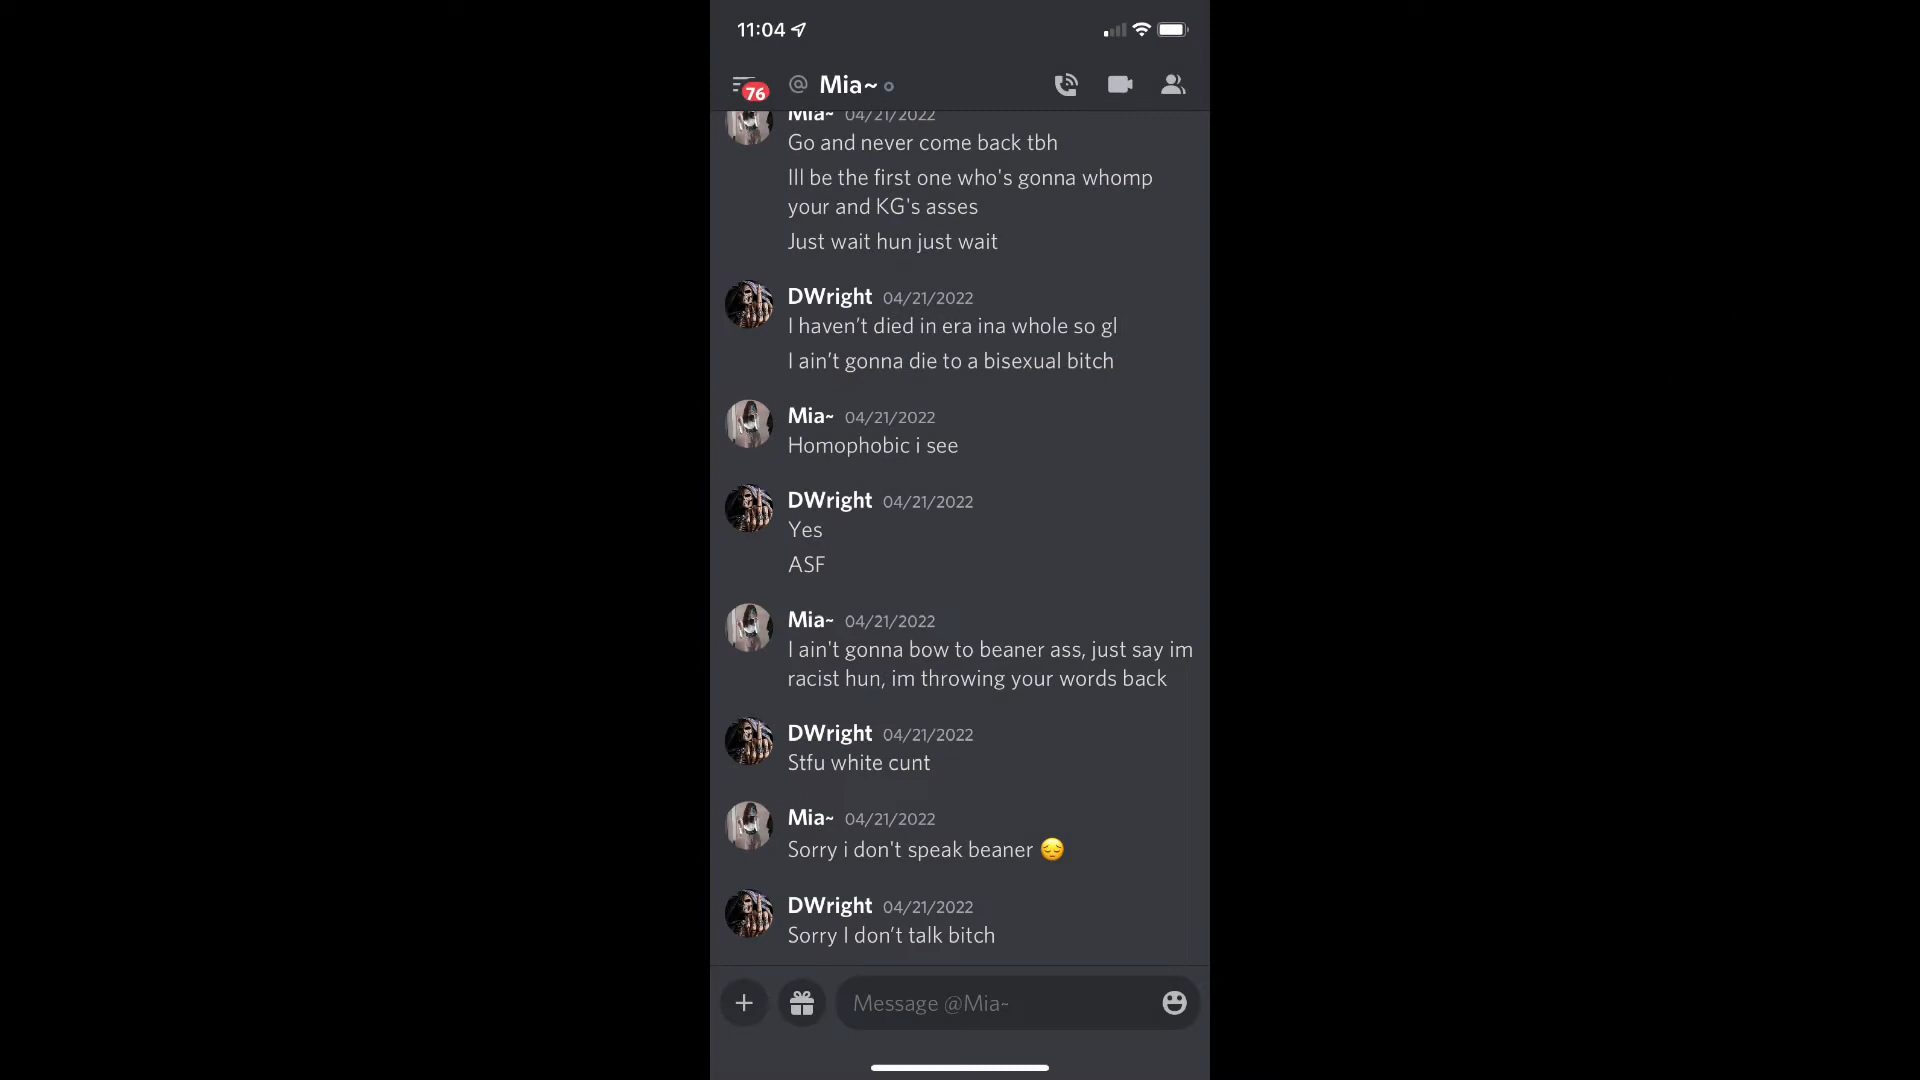 11:04
76
@ Mia~
Mia~ 04/21/2022
Go and never come back tbh
Ill be the first one who's gonna whomp
your and KG's asses
Just wait hun just wait
DWright 04/21/2022
I haven’t died in era ina whole so gl
I ain’t gonna die to a bisexual bitch
Mia~ 04/21/2022
Homophobic i see
DWright 04/21/2022
Yes
ASF
Mia~ 04/21/2022
I ain't gonna bow to beaner ass, just say im
racist hun, im throwing your words back
DWright 04/21/2022
Stfu white cunt
Mia~ 04/21/2022
Sorry i don't speak beaner 😔
DWright 04/21/2022
Sorry I don’t talk bitch
Message @Mia~